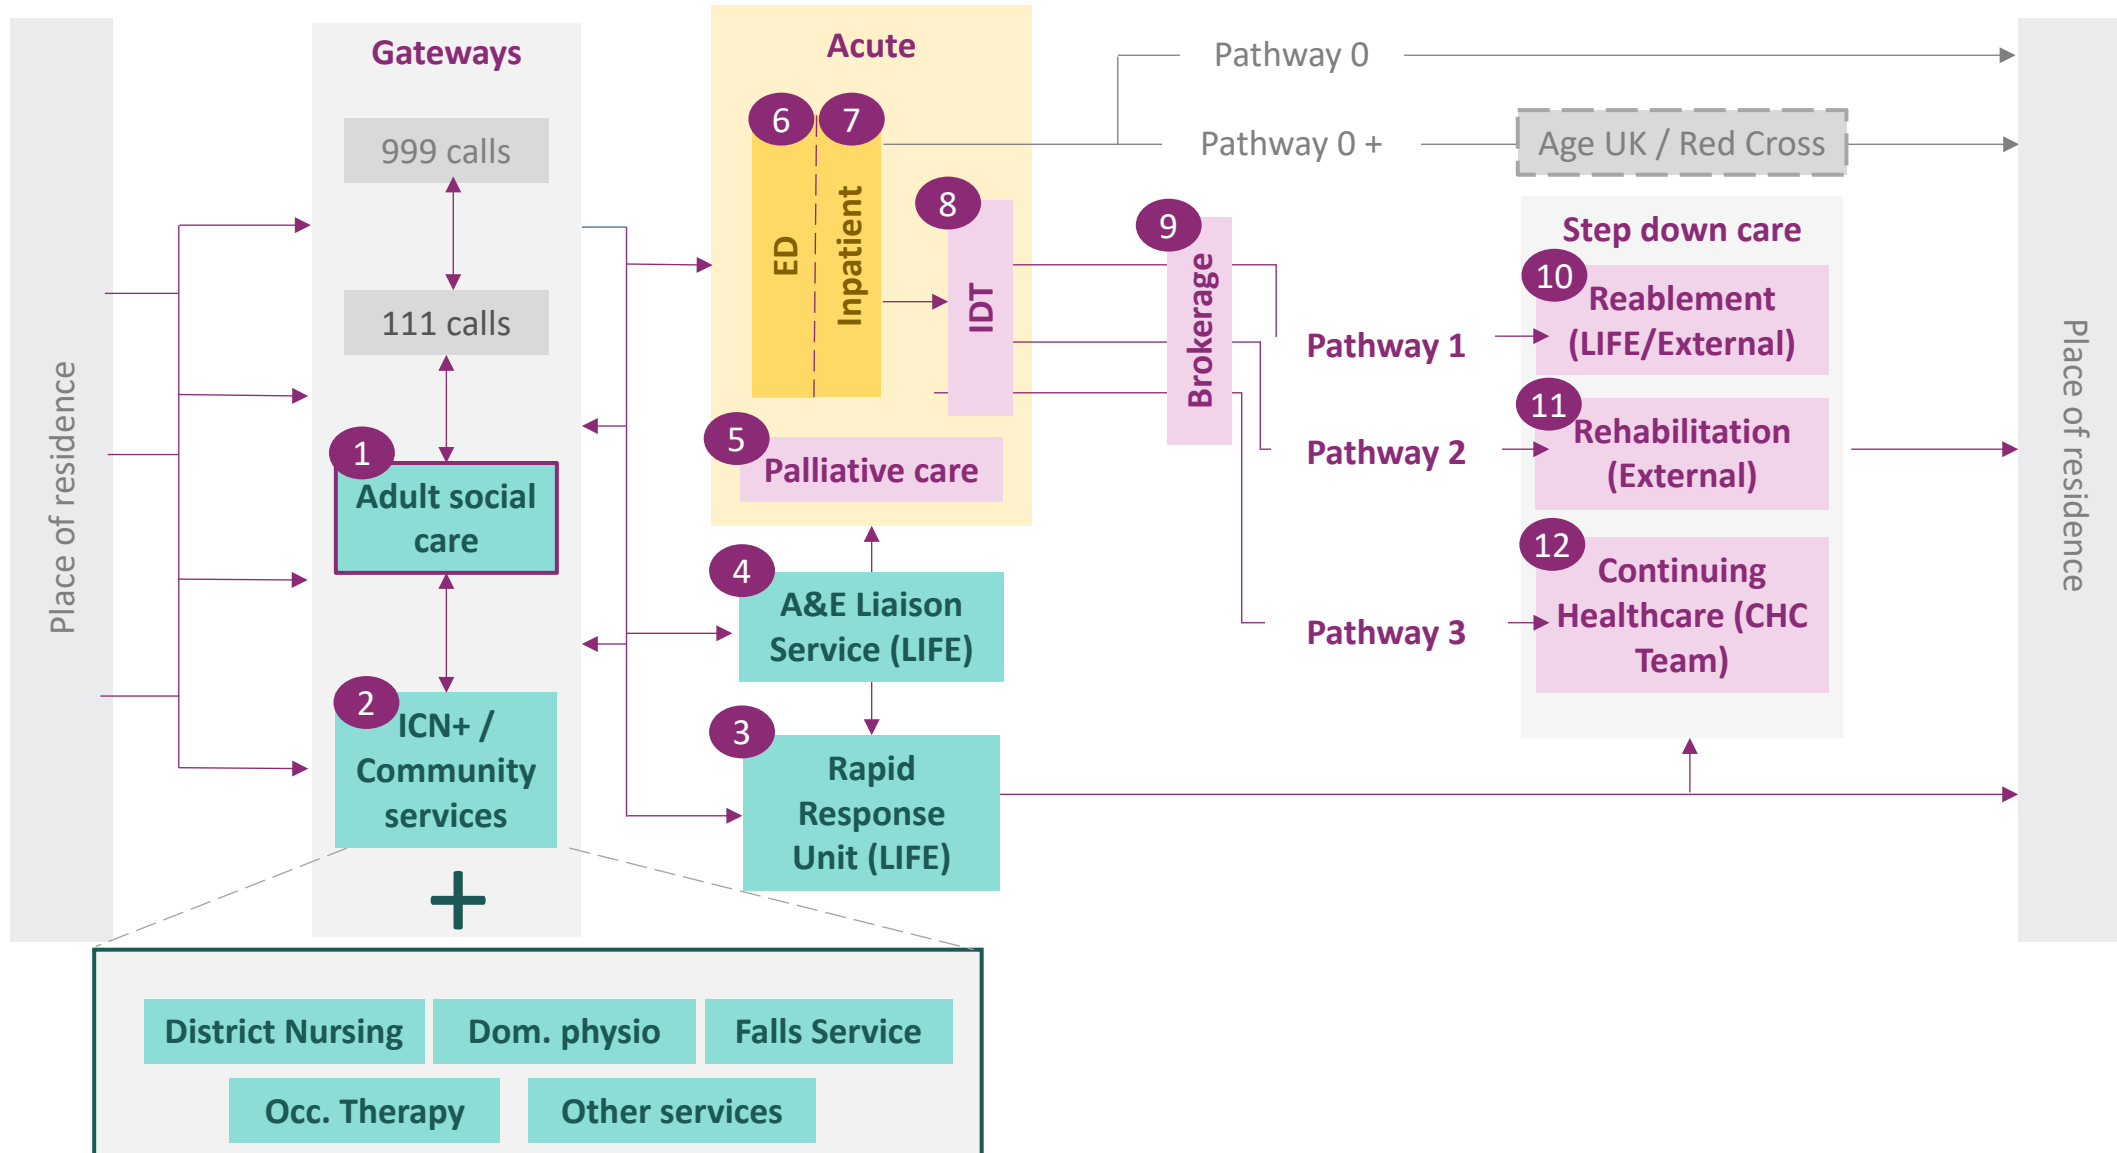 Place of residence
Gateways
999 calls
111 calls
1
Adult social
care
2
ICN+ /
Community
services
+
District Nursing
Dom. physio
Falls Service
Occ. Therapy
Other services
Acute
6
7
ED
Inpatient
8
IDT
5
Palliative care
4
A&E Liaison
Service (LIFE)
3
Rapid
Response
Unit (LIFE)
9
Brokerage
Pathway 0
Pathway 0 +
Age UK / Red Cross
Pathway 1
Pathway 2
Pathway 3
Step down care
10
Reablement
(LIFE/External)
11
Rehabilitation
(External)
12
Continuing
Healthcare (CHC
Team)
Place of residence